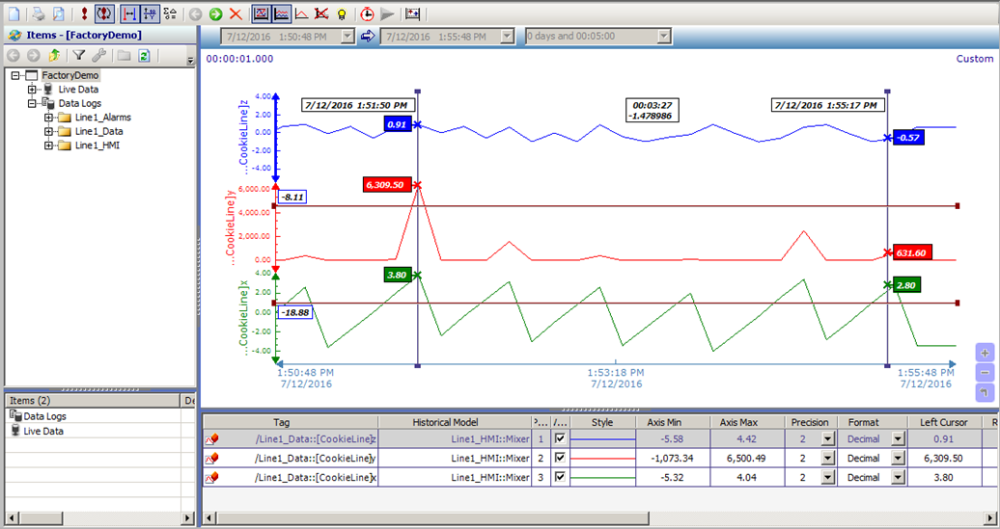 Items - [FactoryDemo]
7/12/2016 1:50:48 PM
7/12/2016 1:55:48 PM
0 days and 00:05:00
00:00:01.000
Custom
FactoryDemo
Live Data
Data Logs
Line1_Alarms
Line1_Data
Line1_HMI
...CookieLine]z
4.00
2.00
0.00
-2.00
-4.00
7/12/2016 1:51:50 PM
00:03:27
-1.478986
7/12/2016 1:55:17 PM
0.91
-0.57
...CookieLine]y
6,000.00
4,000.00
2,000.00
0.00
6,309.50
-8.11
631.60
...CookieLine]x
4.00
2.00
0.00
-2.00
-4.00
3.80
2.80
-18.88
1:50:48 PM
7/12/2016
1:53:18 PM
7/12/2016
1:55:48 PM
7/12/2016
Items (2)
De
Data Logs
Live Data
Tag Historical Model P... /... Style Axis Min Axis Max Precision Format Left Cursor R
/Line1_Data::[CookieLine]z Line1_HMI::Mixer 1 -5.58 4.42 2 Decimal 0.91
/Line1_Data::[CookieLine]y Line1_HMI::Mixer 2 -1,073.34 6,500.49 2 Decimal 6,309.50
/Line1_Data::[CookieLine]x Line1_HMI::Mixer 3 -5.32 4.04 2 Decimal 3.80